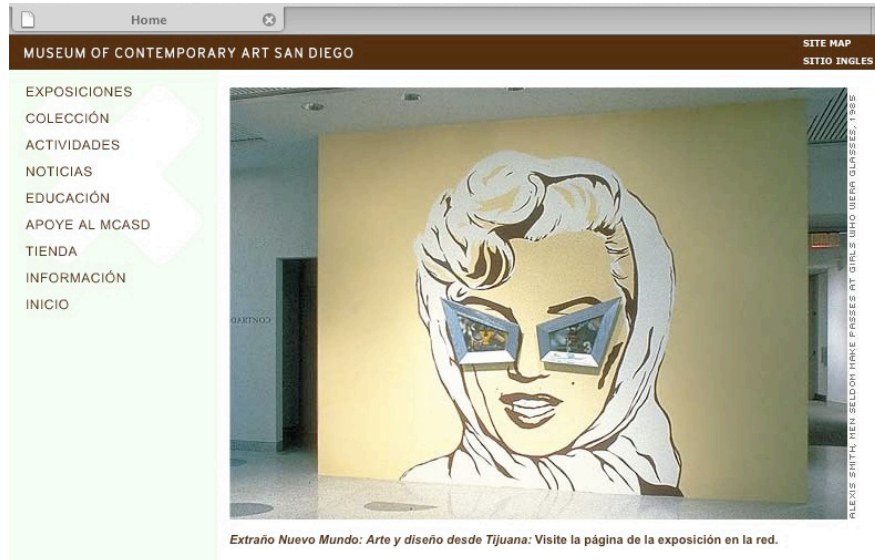 Home
MUSEUM OF CONTEMPORARY ART SAN DIEGO
SITE MAP
SITIO INGLES
EXPOSICIONES
COLECCIÓN
ACTIVIDADES
NOTICIAS
EDUCACIÓN
APOYE AL MCASD
TIENDA
INFORMACIÓN
INICIO
ALEXIS SMITH, MEN SELDOM MAKE PASSES AT GIRLS WHO WERA GLASSES, 1985
Extraño Nuevo Mundo: Arte y diseño desde Tijuana: Visite la página de la exposición en la red.